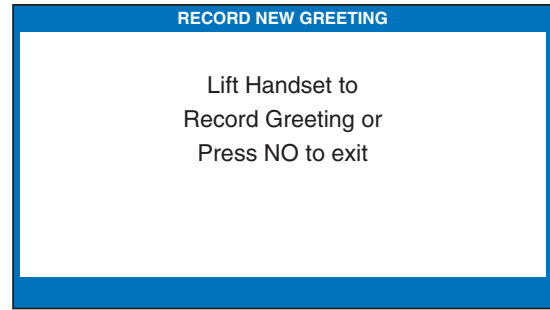 RECORD NEW GREETING
Lift Handset to
Record Greeting or
Press NO to exit